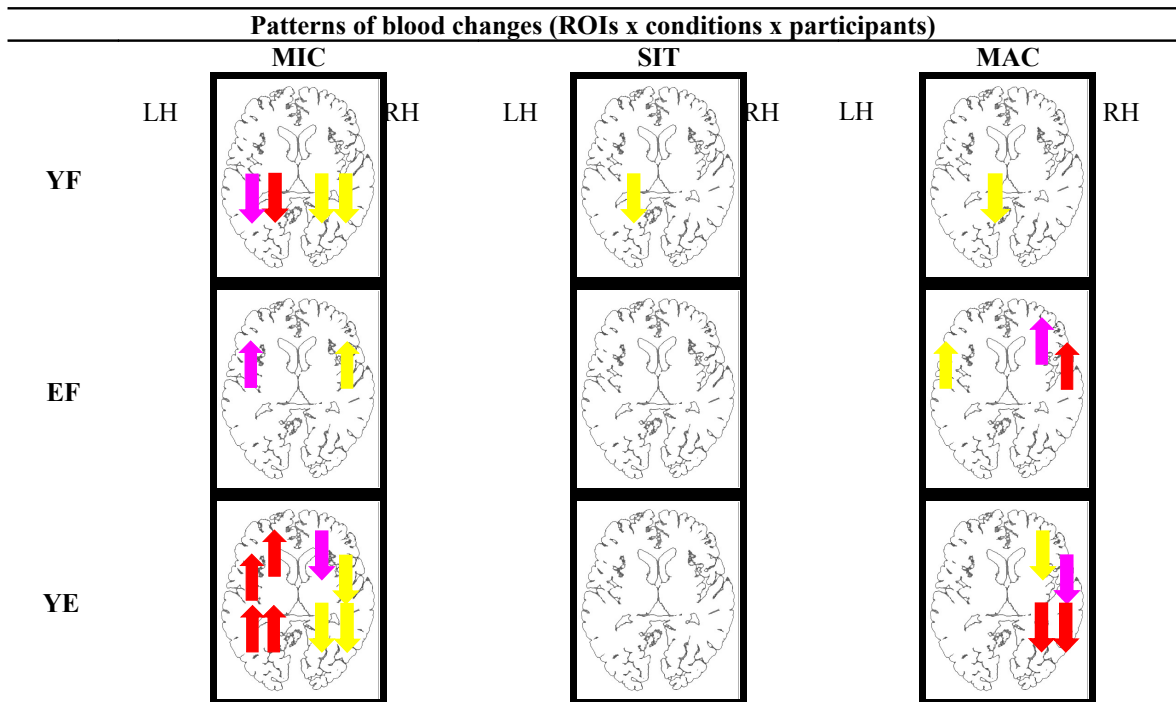 Patterns of blood changes (ROIs x conditions x participants)
MIC SIT MAC
LH RH LH RH LH RH
YF
EF
YE